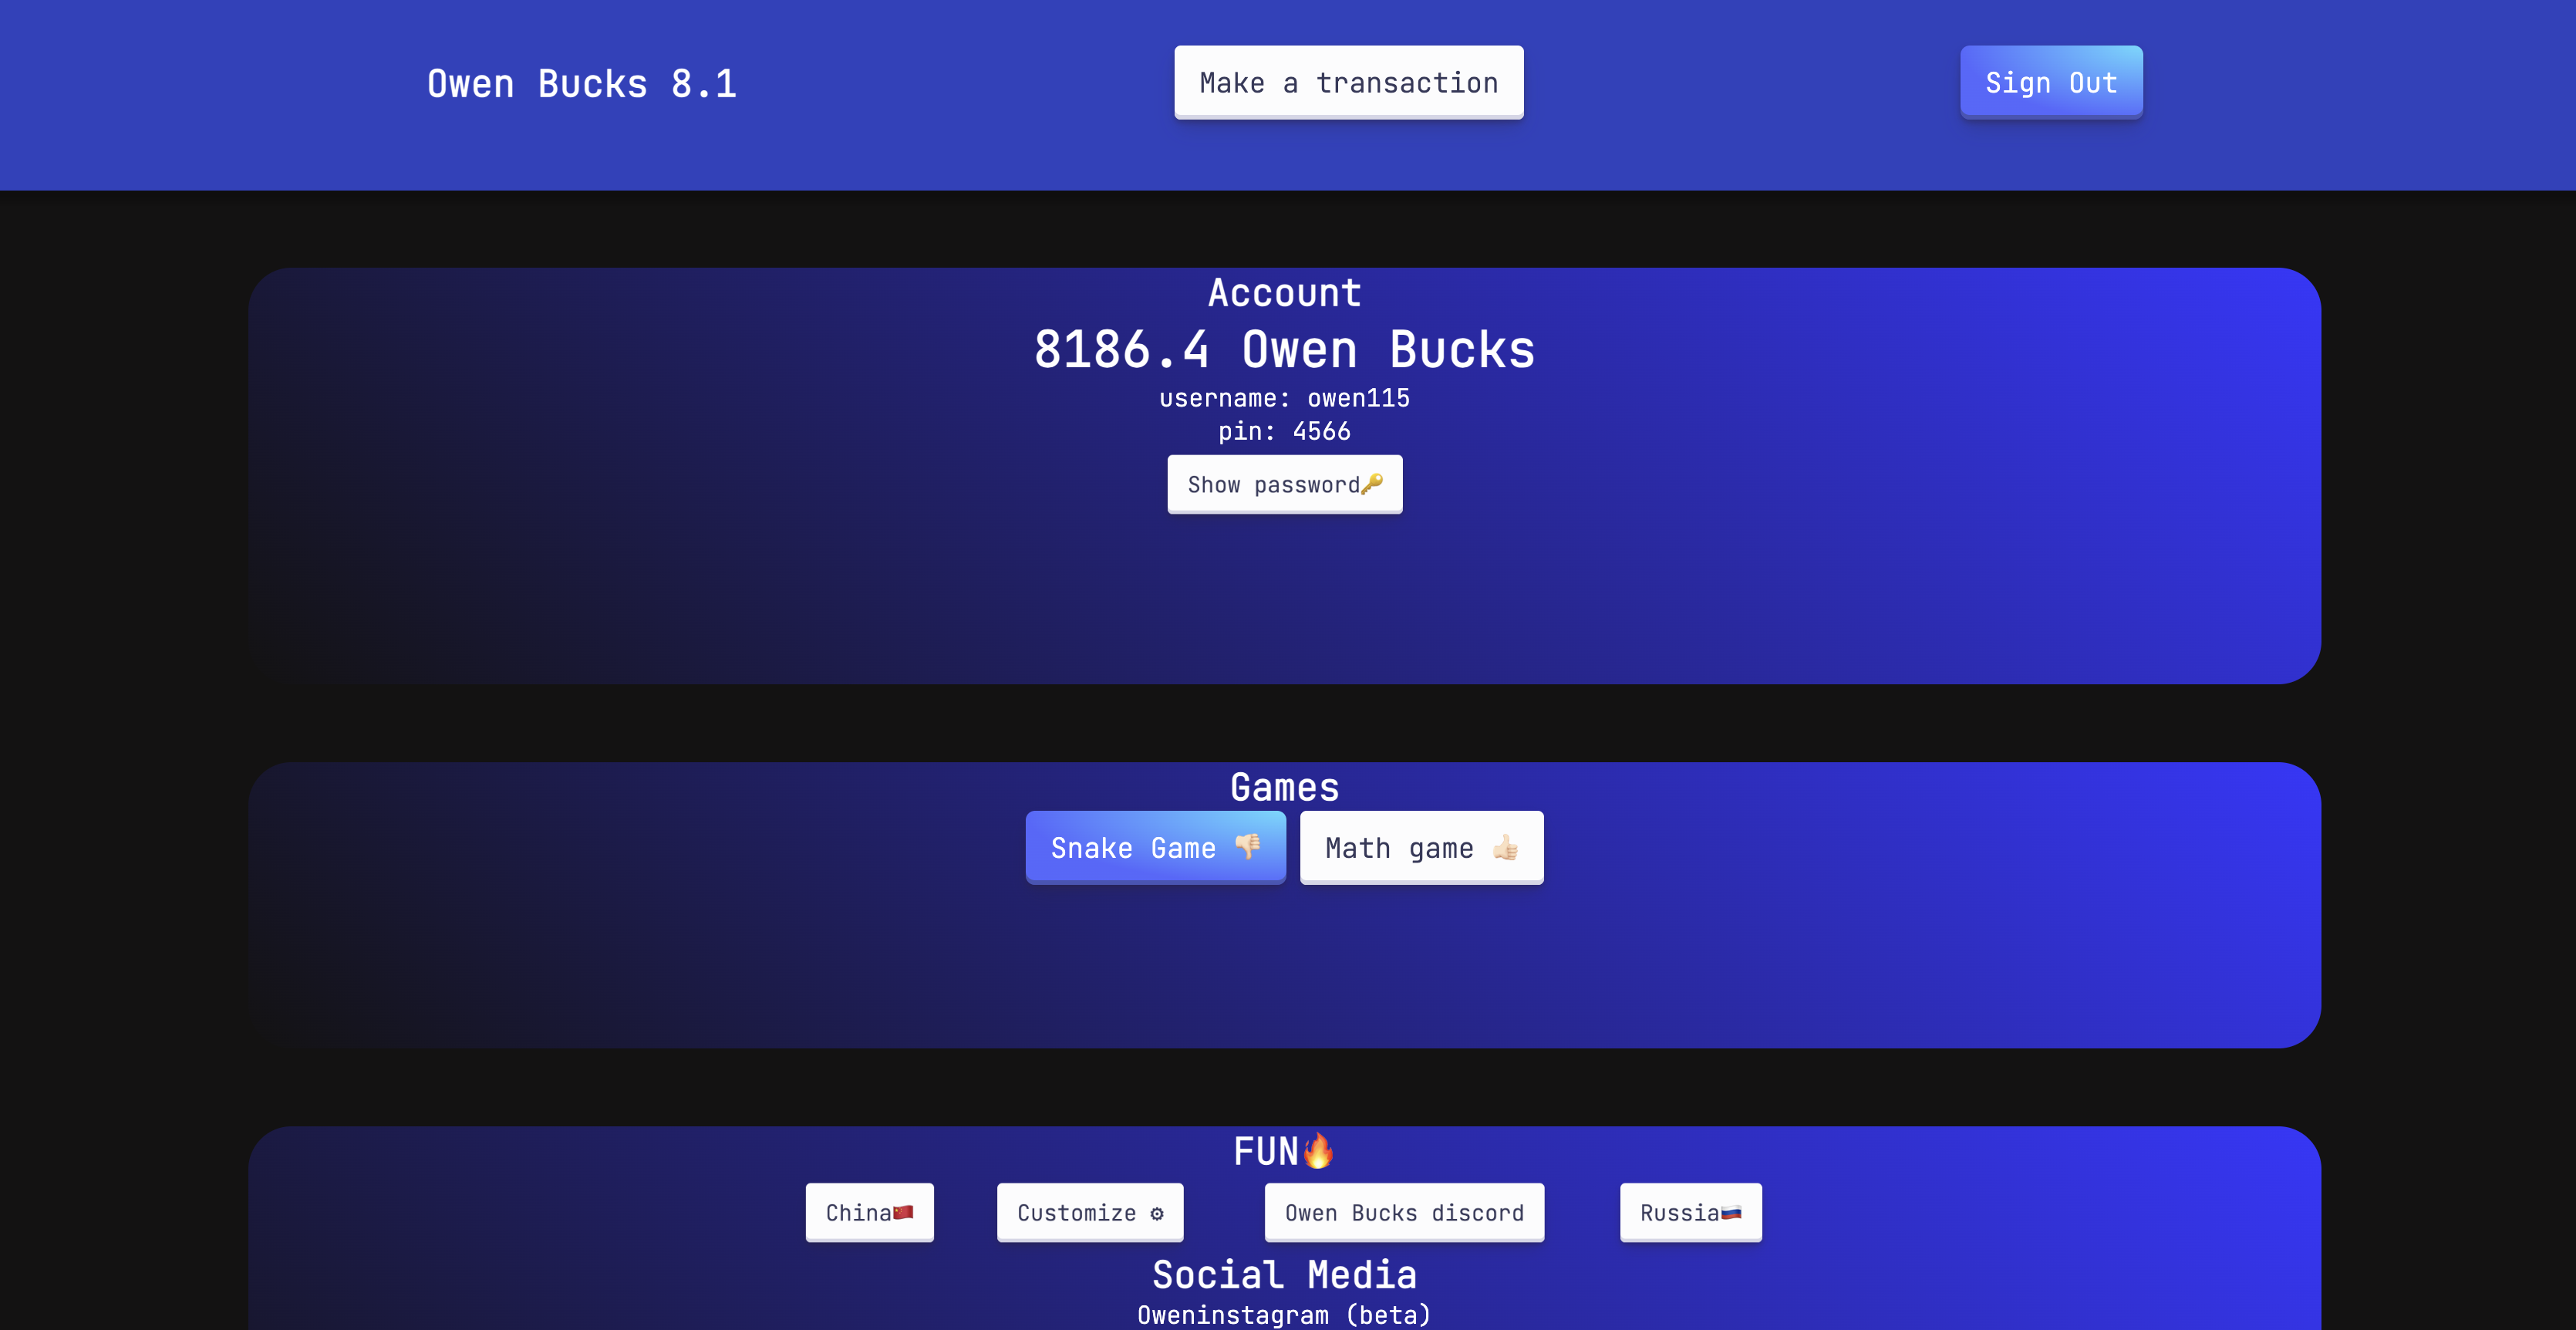 Owen Bucks 8.1
Make a transaction
Sign Out
Account
8186.4 Owen Bucks
username: owen115
pin: 4566
Show password🔑
Games
Snake Game 👎🏻
Math game 👍🏻
FUN🔥
China🇨🇳
Customize ⚙
Owen Bucks discord
Russia🇷🇺
Social Media
Oweninstagram (beta)